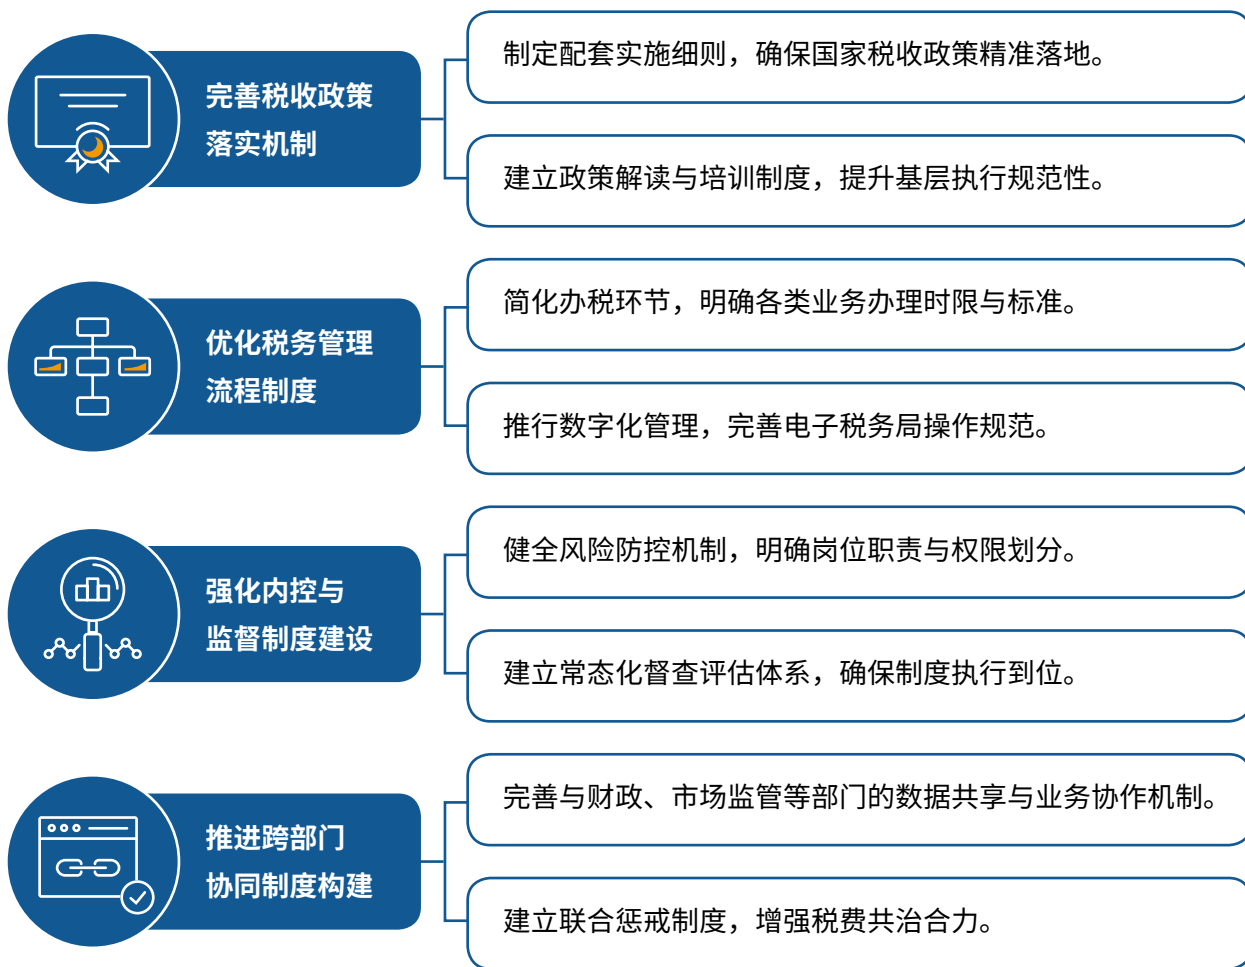 完善税收政策
落实机制
制定配套实施细则，确保国家税收政策精准落地。
建立政策解读与培训制度，提升基层执行规范性。
优化税务管理
流程制度
简化办税环节，明确各类业务办理时限与标准。
推行数字化管理，完善电子税务局操作规范。
强化内控与
监督制度建设
健全风险防控机制，明确岗位职责与权限划分。
建立常态化督查评估体系，确保制度执行到位。
推进跨部门
协同制度构建
完善与财政、市场监管等部门的数据共享与业务协作机制。
建立联合惩戒制度，增强税费共治合力。